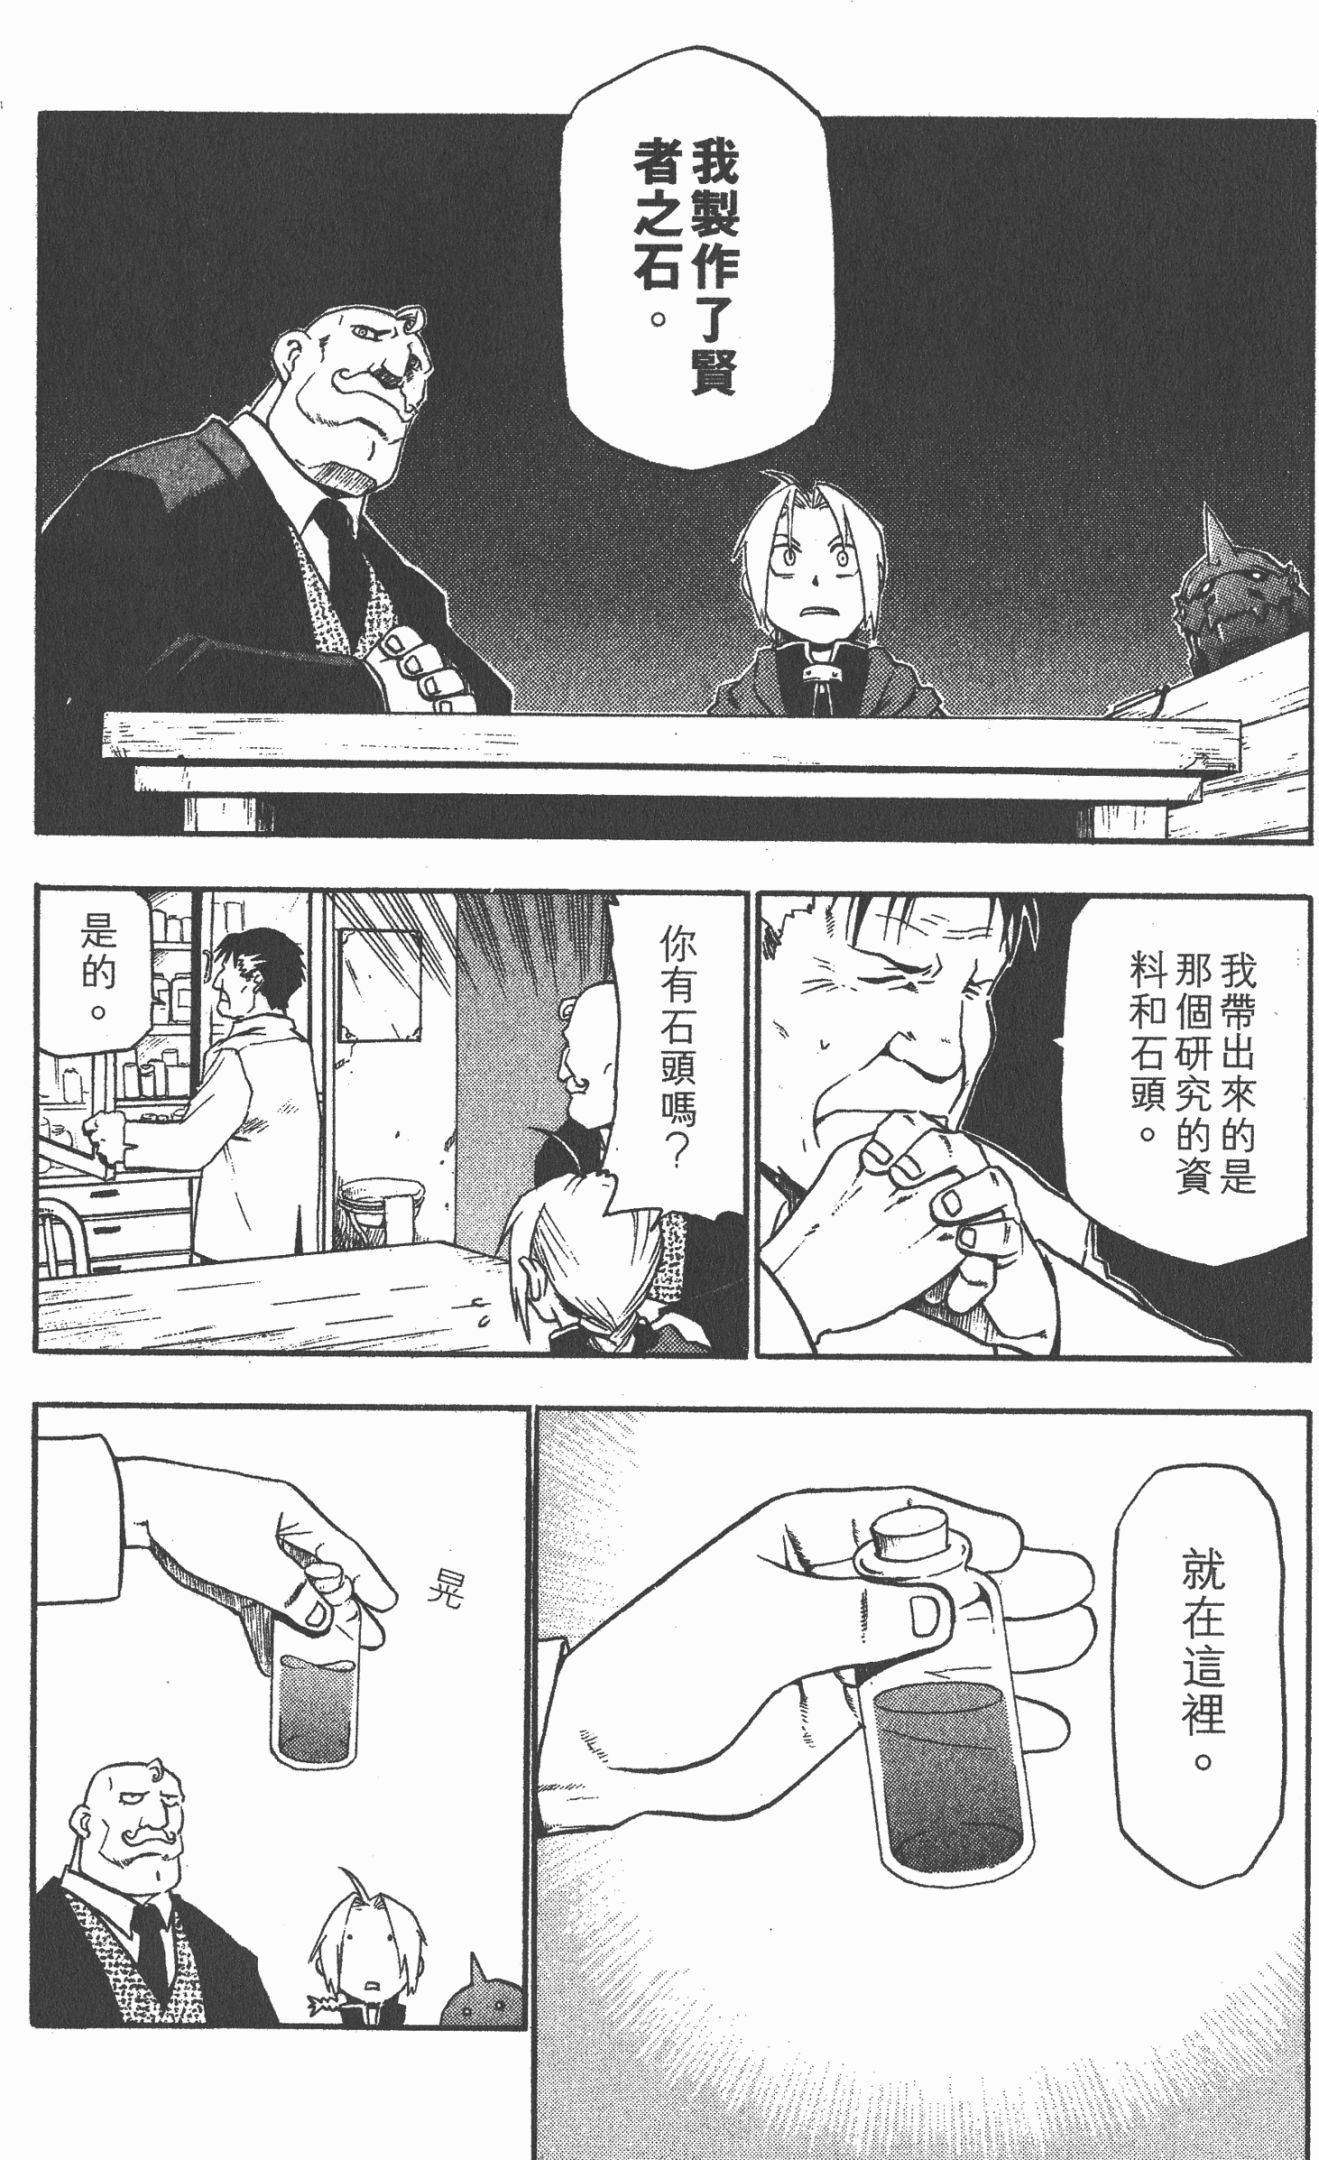 我製作了賢
者之石。
我帶出來的是
那個研究的資
料和石頭。
你有石頭嗎？
是的。
就在這裡。
晃